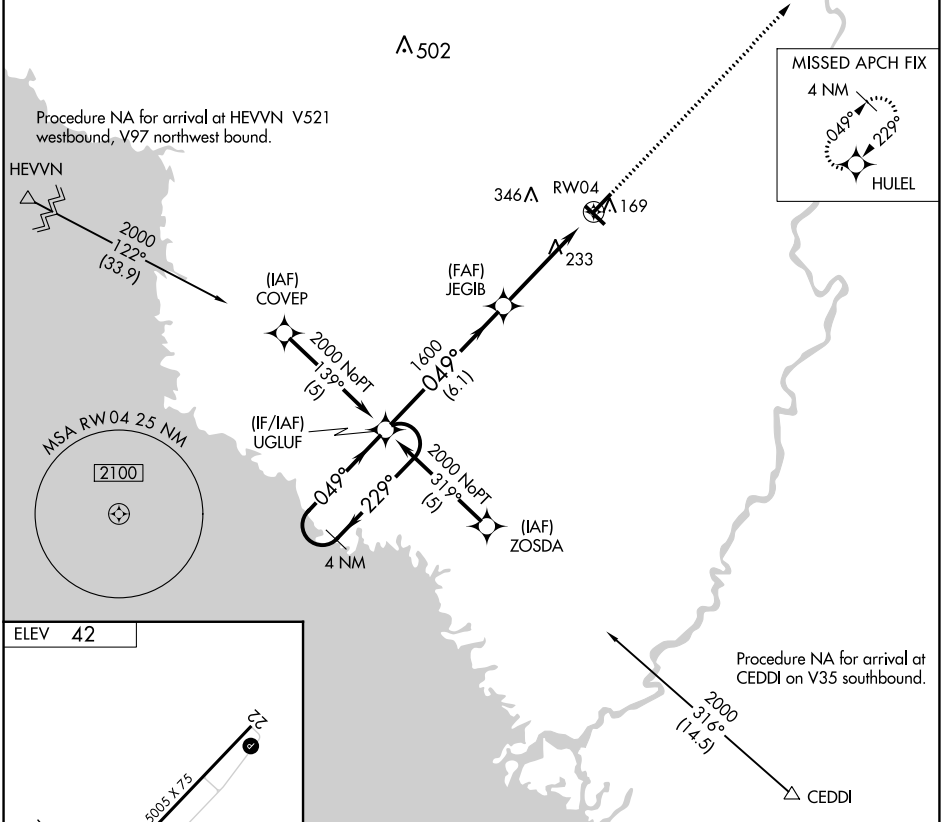 502
MISSED APCH FIX
4 NM
049°
229°
HULEL
Procedure NA for arrival at HEVVN V521
westbound, V97 northwest bound.
HEVVN
2000
122°
(33.9)
346
RW04
169
233
(FAF)
JEGIB
(IAF)
COVEP
2000 NoPT
139°
(5)
1600
049°
(6.1)
(IF/IAF)
UGLUF
MSA RW04 25 NM
2100
049°
229°
4 NM
2000 NoPT
319°
(5)
(IAF)
ZOSDA
ELEV 42
Procedure NA for arrival at
CEDDI on V35 southbound.
2000
316°
(14.5)
CEDDI
22
P
5005 X 75